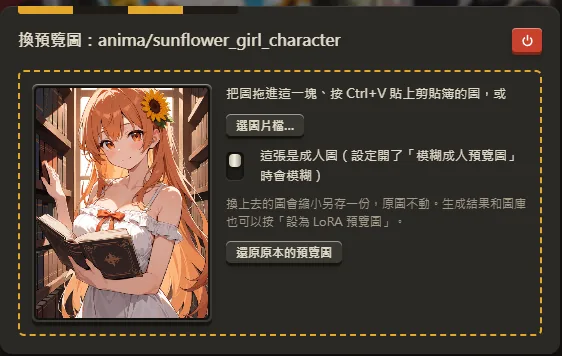 換預覽圖：anima/sunflower_girl_character
把圖拖進這一塊、按 Ctrl+V 貼上剪貼簿的圖，或
選圖片檔...
這張是成人圖（設定開了「模糊成人預覽圖」
時會模糊）
換上去的圖會縮小另存一份，原圖不動。生成結果和圖庫
也可以按「設為 LoRA 預覽圖」。
還原原本的預覽圖